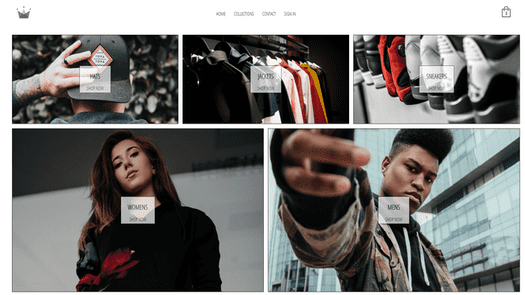 HOME COLLECTIONS CONTACT SIGN IN
HATS
SHOP NOW
JACKETS
SHOP NOW
SNEAKERS
SHOP NOW
WOMENS
SHOP NOW
MENS
SHOP NOW